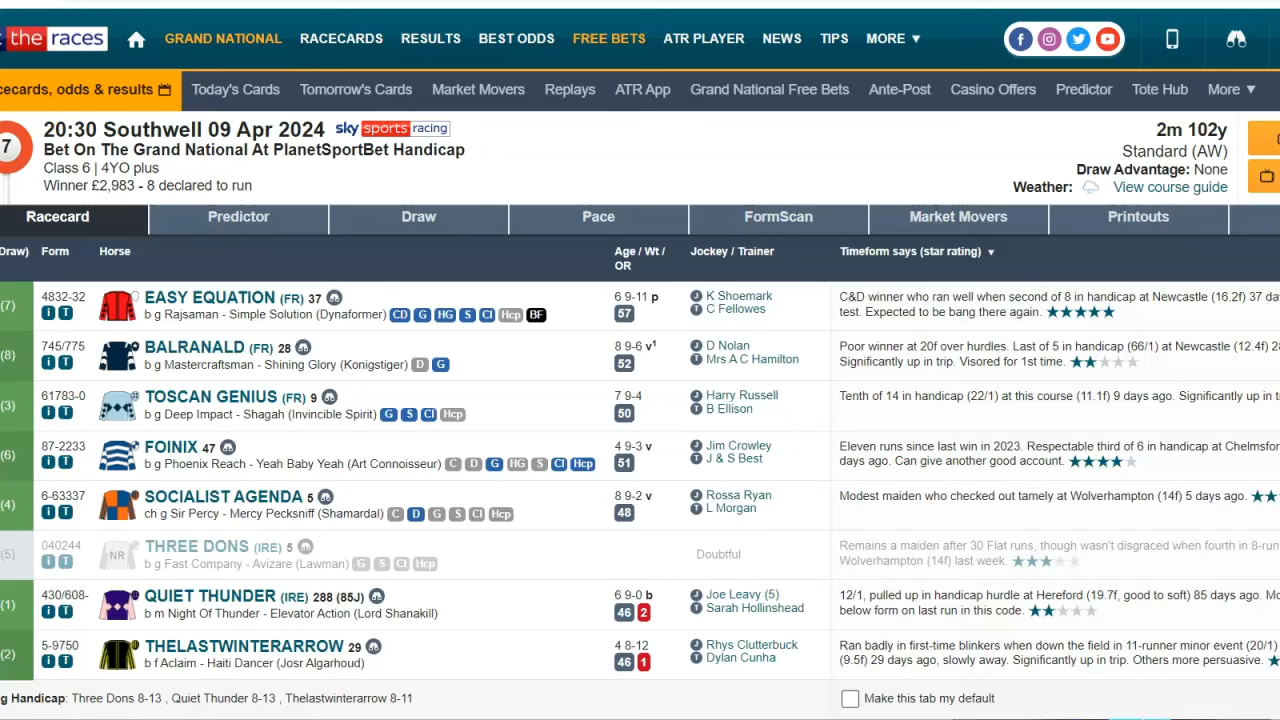 the races
GRAND NATIONAL RACECARDS RESULTS BEST ODDS FREE BETS ATR PLAYER NEWS TIPS MORE ▼
cecards, odds & results Today's Cards Tomorrow's Cards Market Movers Replays ATR App Grand National Free Bets Ante-Post Casino Offers Predictor Tote Hub More ▼
7
20:30 Southwell 09 Apr 2024 sky sports racing
2m 102y
Bet On The Grand National At PlanetSportBet Handicap
Standard (AW)
Class 6 | 4YO plus
Draw Advantage: None
Winner £2,983 - 8 declared to run
Weather: View course guide
Racecard Predictor Draw Pace FormScan Market Movers Printouts
Draw) Form Horse Age / Wt / OR Jockey / Trainer Timeform says (star rating) ▼
(7) 4832-32 EASY EQUATION (FR) 37 6 9-11 p J K Shoemark C&D winner who ran well when second of 8 in handicap at Newcastle (16.2f) 37 da
i T b g Rajsaman - Simple Solution (Dynaformer) CD G HG S Cl Hcp BF 57 T C Fellowes test. Expected to be bang there again. ★★★★★
(8) 745/775 BALRANALD (FR) 28 8 9-6 v1 J D Nolan Poor winner at 20f over hurdles. Last of 5 in handicap (66/1) at Newcastle (12.4f) 28
i T b g Mastercraftsman - Shining Glory (Konigstiger) D G 52 T Mrs A C Hamilton Significantly up in trip. Visored for 1st time. ★★★★★
(3) 61783-0 TOSCAN GENIUS (FR) 9 7 9-4 J Harry Russell Tenth of 14 in handicap (22/1) at this course (11.1f) 9 days ago. Significantly up in t
i T b g Deep Impact - Shagah (Invincible Spirit) G S Cl Hcp 50 T B Ellison
(6) 87-2233 FOINIX 47 4 9-3 v J Jim Crowley Eleven runs since last win in 2023. Respectable third of 6 in handicap at Chelmsfor
i T b g Phoenix Reach - Yeah Baby Yeah (Art Connoisseur) C D G HG S Cl Hcp 51 T J & S Best days ago. Can give another good account. ★★★★★
(4) 6-63337 SOCIALIST AGENDA 5 8 9-2 v J Rossa Ryan Modest maiden who checked out tamely at Wolverhampton (14f) 5 days ago. ★★
i T ch g Sir Percy - Mercy Pecksniff (Shamardal) C D G S Cl Hcp 48 T L Morgan
(5) 040244 NR THREE DONS (IRE) 5 Doubtful Remains a maiden after 30 Flat runs, though wasn't disgraced when fourth in 8-run
i T b g Fast Company - Avizare (Lawman) G S Cl Hcp Wolverhampton (14f) last week. ★★★★★
(1) 430/608- QUIET THUNDER (IRE) 288 (85J) 6 9-0 b J Joe Leavy (5) 12/1, pulled up in handicap hurdle at Hereford (19.7f, good to soft) 85 days ago. Mo
i T b m Night Of Thunder - Elevator Action (Lord Shanakill) 46 2 T Sarah Hollinshead below form on last run in this code. ★★★★★
(2) 5-9750 THELASTWINTERARROW 29 4 8-12 J Rhys Clutterbuck Ran badly in first-time blinkers when down the field in 11-runner minor event (20/1)
i T b f Aclaim - Haiti Dancer (Josr Algarhoud) 46 1 T Dylan Cunha (9.5f) 29 days ago, slowly away. Significantly up in trip. Others more persuasive. ★
g Handicap: Three Dons 8-13 , Quiet Thunder 8-13 , Thelastwinterarrow 8-11 Make this tab my default